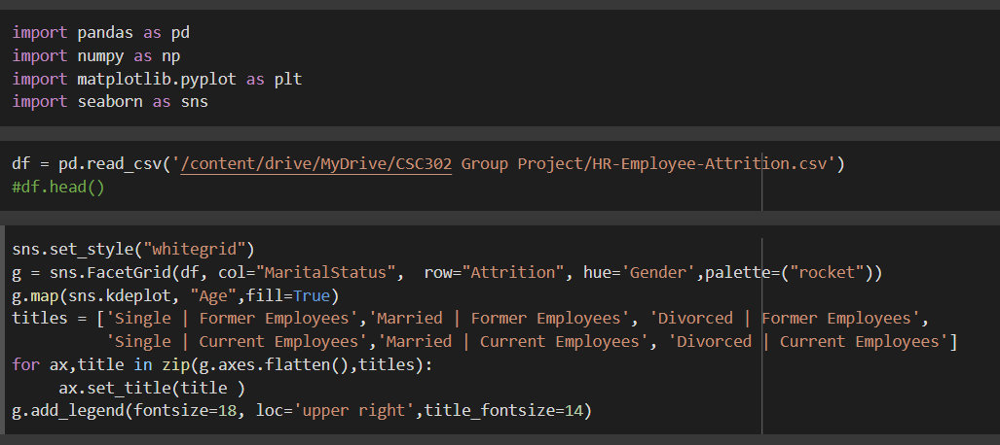 import pandas as pd
import numpy as np
import matplotlib.pyplot as plt
import seaborn as sns
df = pd.read_csv('/content/drive/MyDrive/CSC302 Group Project/HR-Employee-Attrition.csv')
#df.head()
sns.set_style("whitegrid")
g = sns.FacetGrid(df, col="MaritalStatus",  row="Attrition", hue='Gender',palette=("rocket"))
g.map(sns.kdeplot, "Age",fill=True)
titles = ['Single | Former Employees','Married | Former Employees', 'Divorced | Former Employees',
          'Single | Current Employees','Married | Current Employees', 'Divorced | Current Employees']
for ax,title in zip(g.axes.flatten(),titles):
     ax.set_title(title )
g.add_legend(fontsize=18, loc='upper right',title_fontsize=14)